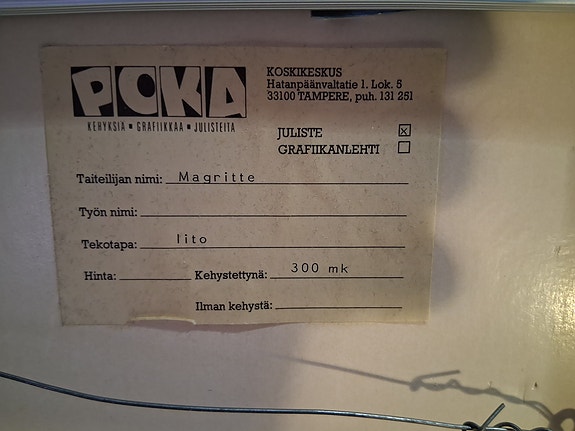 POKA
KEHYKSIÄ ▪ GRAFIIKKAA ▪ JULISTEITA
KOSKIKESKUS
Hatanpäänvaltatie 1. Lok. 5
33100 TAMPERE, puh. 131 251
JULISTE ☒
GRAFIIKANLEHTI ☐
Taiteilijan nimi: Magritte
Työn nimi:
Tekotapa: lito
Hinta: Kehystettynä: 300 mk
Ilman kehystä: